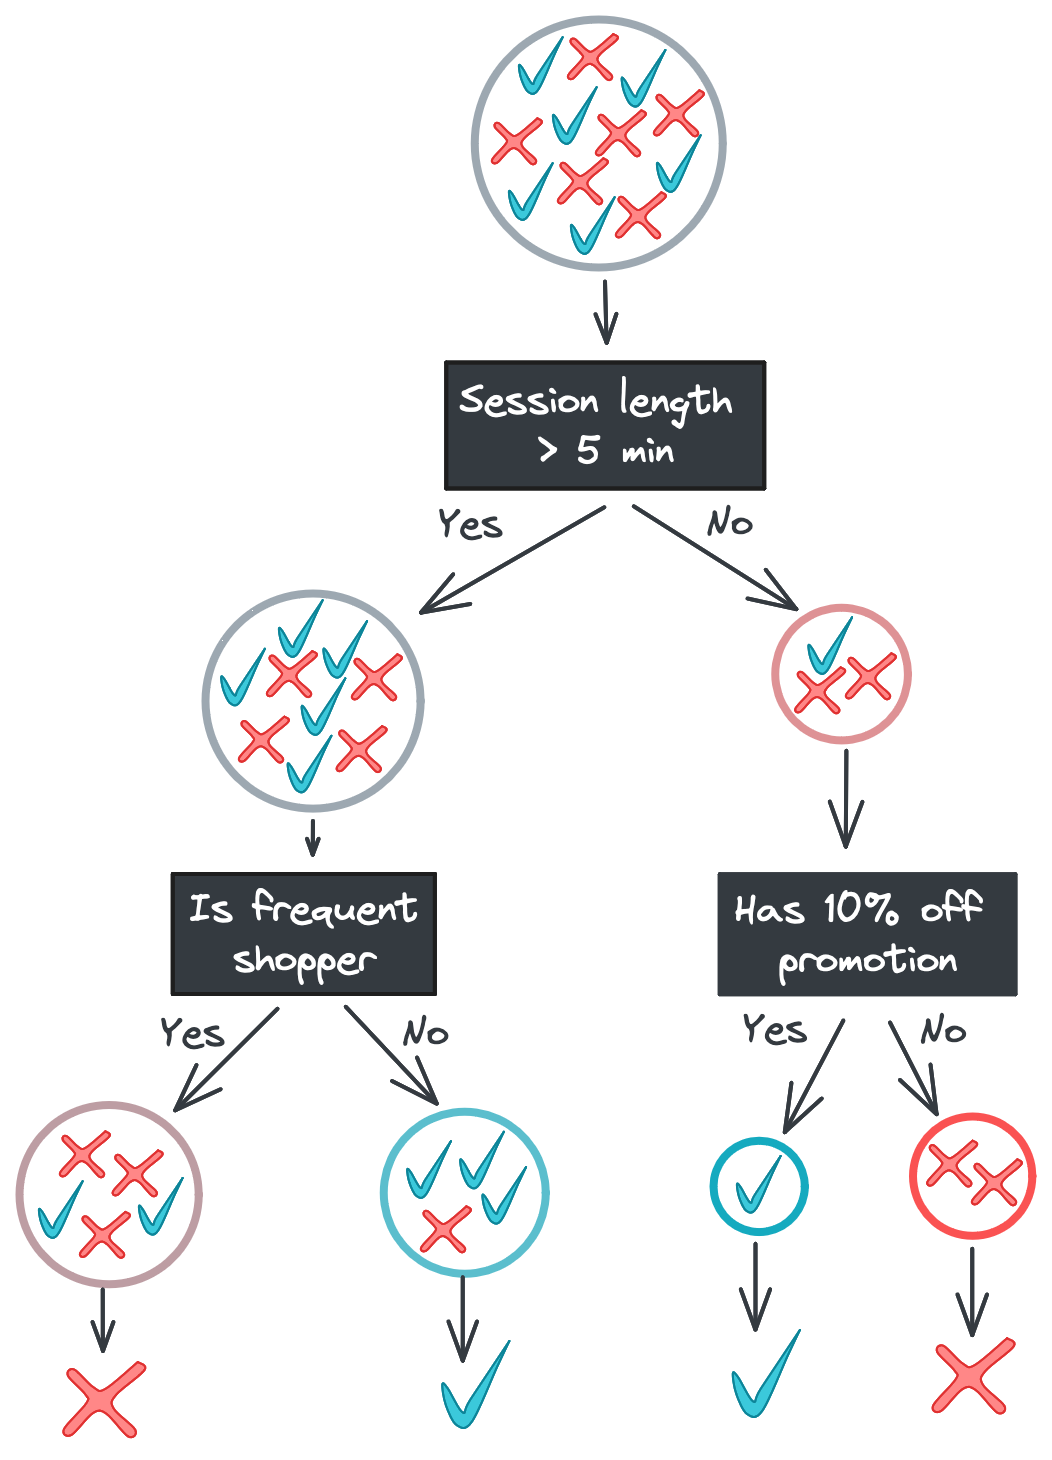 Session length
> 5 min
Yes
No
Is frequent
shopper
Has 10% off
promotion
Yes
No
Yes
No